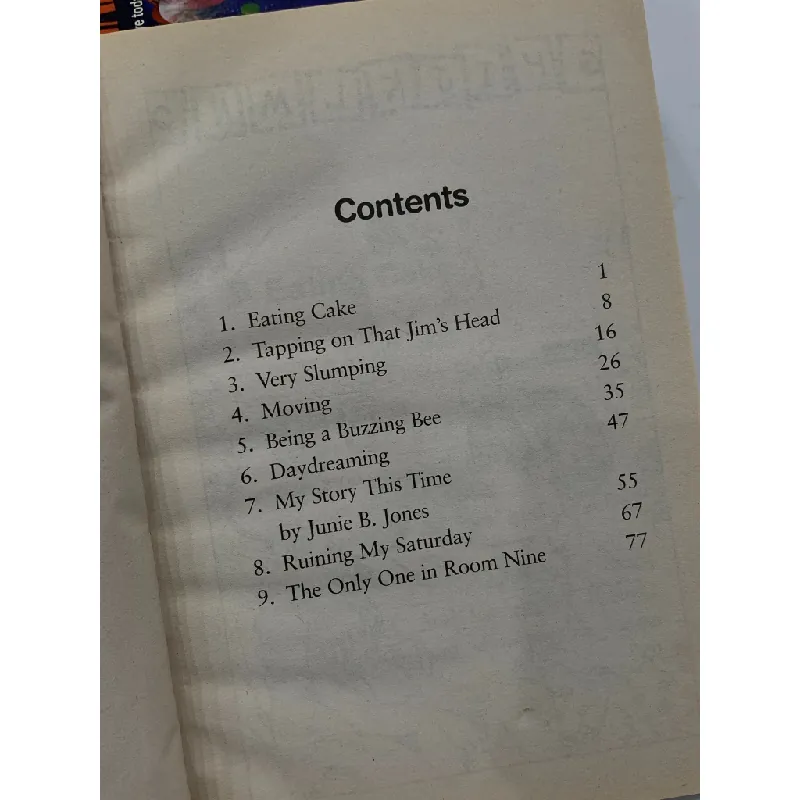 re tod
Contents
1. Eating Cake 1
2. Tapping on That Jim's Head 8
3. Very Slumping 16
4. Moving 26
5. Being a Buzzing Bee 35
6. Daydreaming 47
7. My Story This Time
by Junie B. Jones 55
8. Ruining My Saturday 67
9. The Only One in Room Nine 77